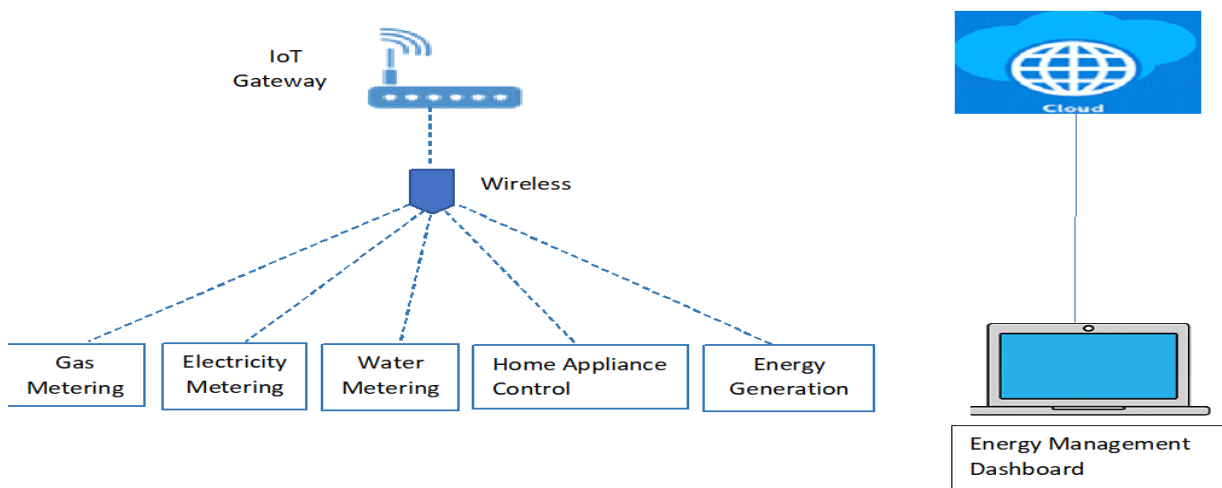 IoT
Gateway
Cloud
Wireless
Gas
Metering
Electricity
Metering
Water
Metering
Home Appliance
Control
Energy
Generation
Energy Management
Dashboard